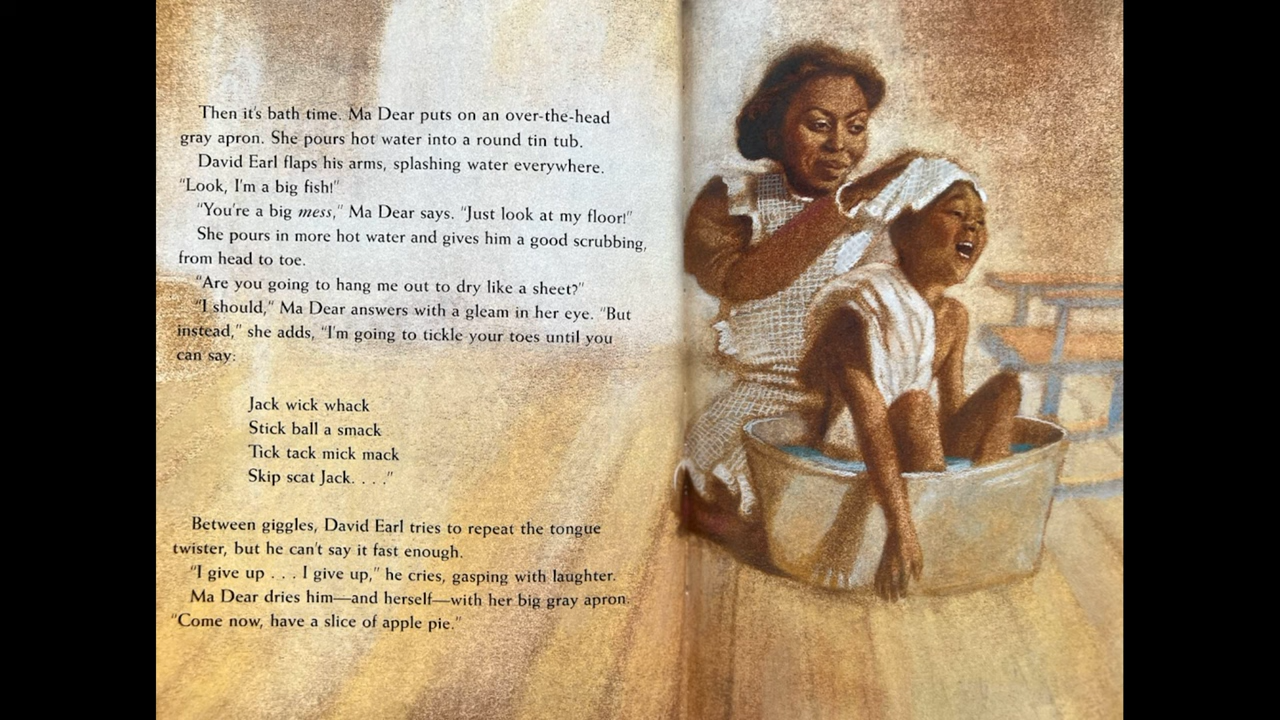 Then it's bath time. Ma Dear puts on an over-the-head
gray apron. She pours hot water into a round tin tub.
David Earl flaps his arms, splashing water everywhere.
"Look, I'm a big fish!"
"You're a big mess," Ma Dear says. "Just look at my floor!"
She pours in more hot water and gives him a good scrubbing,
from head to toe.
"Are you going to hang me out to dry like a sheet?"
"I should," Ma Dear answers with a gleam in her eye. "But
instead," she adds, "I'm going to tickle your toes until you
can say:
Jack wick whack
Stick ball a smack
Tick tack mick mack
Skip scat Jack. . . ."
Between giggles, David Earl tries to repeat the tongue
twister, but he can't say it fast enough.
"I give up . . . I give up," he cries, gasping with laughter.
Ma Dear dries him—and herself—with her big gray apron.
"Come now, have a slice of apple pie."